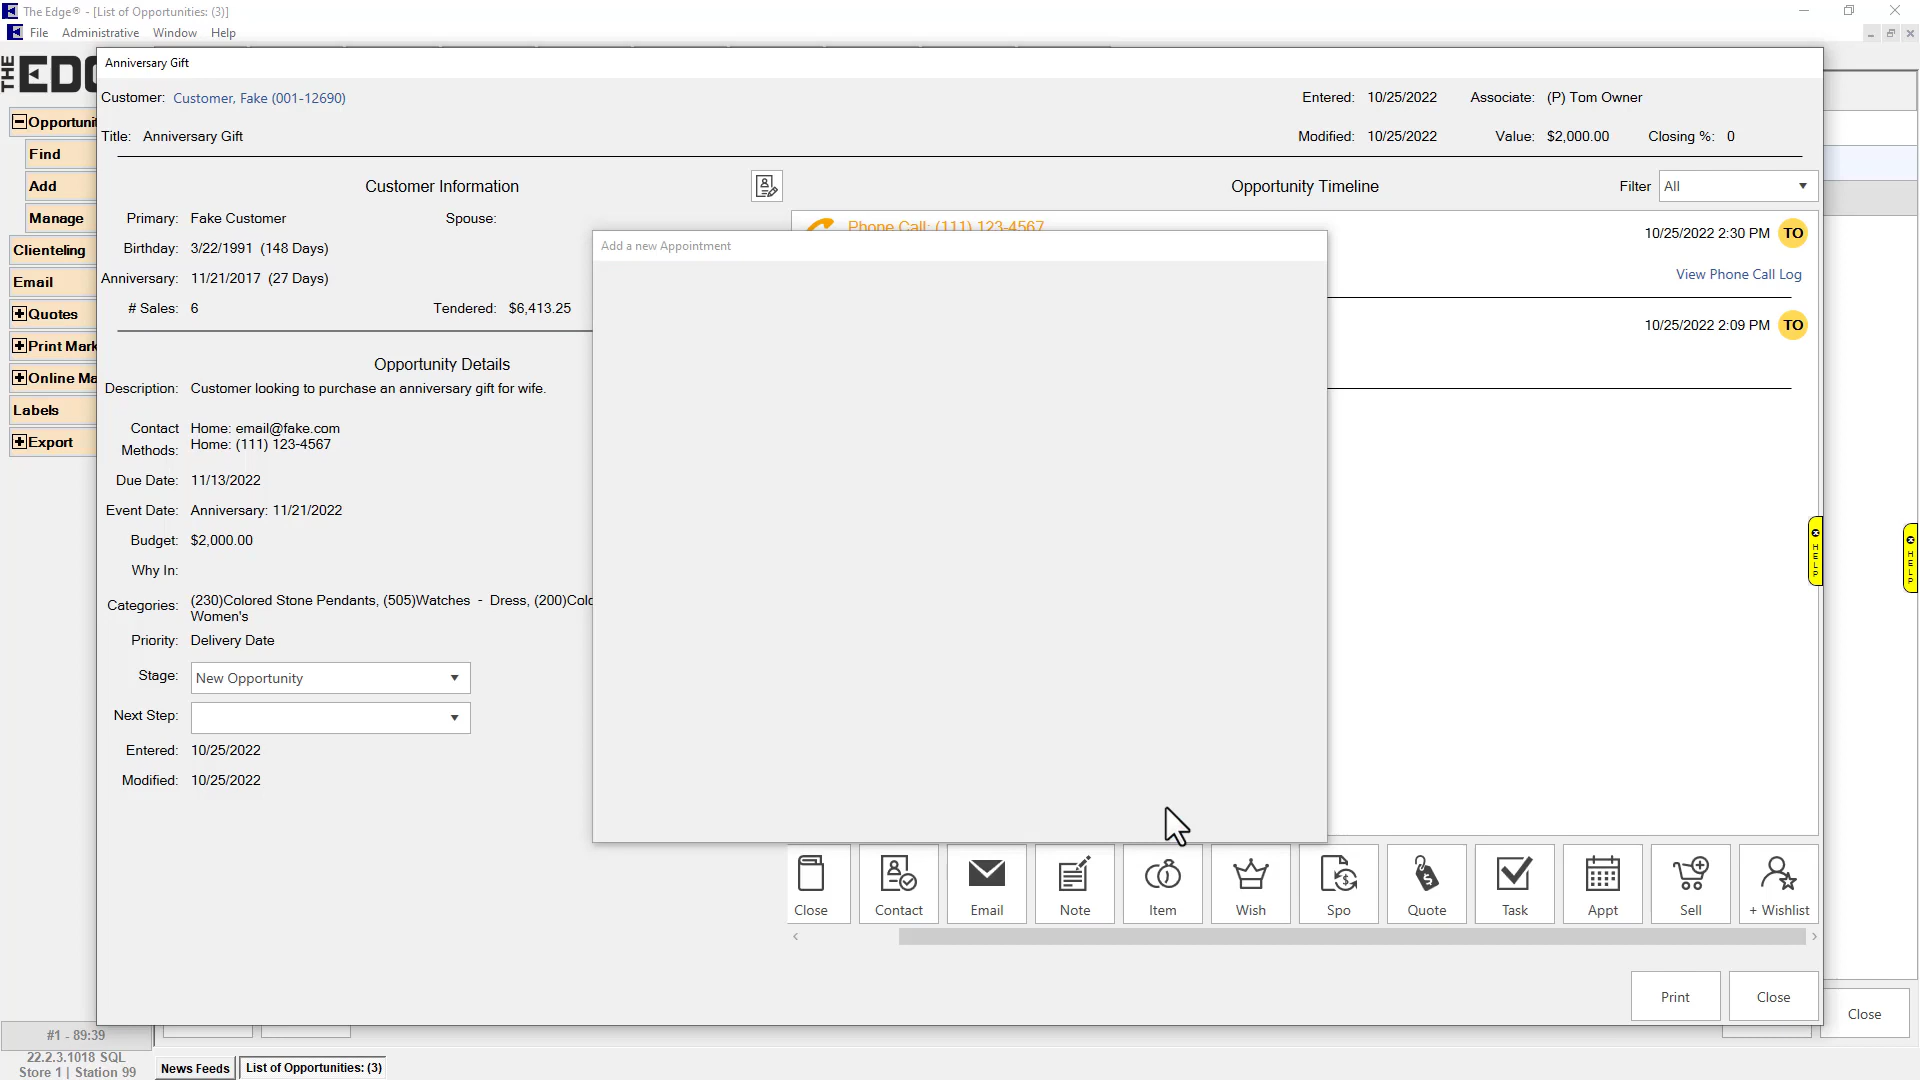 The Edge® - [List of Opportunities: (3)]
File Administrative Window Help
THE EDG
Anniversary Gift
Customer: Customer, Fake (001-12690)
Entered: 10/25/2022 Associate: (P) Tom Owner
Title: Anniversary Gift
Modified: 10/25/2022 Value: $2,000.00 Closing %: 0
Opportunit
Find
Add
Manage
Clienteling
Email
Quotes
Print Mark
Online Ma
Labels
Export
Customer Information
Primary: Fake Customer Spouse:
Birthday: 3/22/1991 (148 Days)
Anniversary: 11/21/2017 (27 Days)
# Sales: 6 Tendered: $6,413.25
Opportunity Details
Description: Customer looking to purchase an anniversary gift for wife.
Contact Methods: Home: email@fake.com
Home: (111) 123-4567
Due Date: 11/13/2022
Event Date: Anniversary: 11/21/2022
Budget: $2,000.00
Why In:
Categories: (230)Colored Stone Pendants, (505)Watches - Dress, (200)Colo
Women's
Priority: Delivery Date
Stage: New Opportunity
Next Step:
Entered: 10/25/2022
Modified: 10/25/2022
Opportunity Timeline
Filter All
Phone Call: (111) 123-4567
10/25/2022 2:30 PM TO
View Phone Call Log
10/25/2022 2:09 PM TO
Add a new Appointment
HELP
HELP
Close Contact Email Note Item Wish Spo Quote Task Appt Sell + Wishlist
Print Close
Close
#1 - 89:39
22.2.3.1018 SQL
Store 1 | Station 99
News Feeds List of Opportunities: (3)